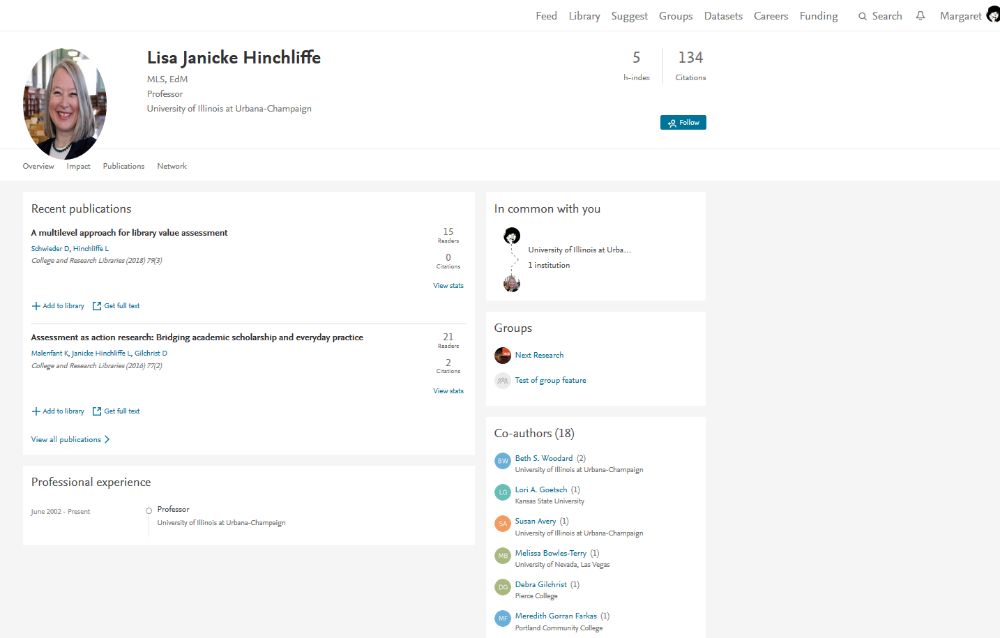 Feed Library Suggest Groups Datasets Careers Funding Search Margaret
Lisa Janicke Hinchliffe
MLS, EdM
Professor
University of Illinois at Urbana-Champaign
5
h-index
134
Citations
Follow
Overview Impact Publications Network
Recent publications
A multilevel approach for library value assessment
Schwieder D, Hinchliffe L
College and Research Libraries (2018) 79(3)
15
Readers
0
Citations
View stats
Add to library Get full text
Assessment as action research: Bridging academic scholarship and everyday practice
Malenfant K, Janicke Hinchliffe L, Gilchrist D
College and Research Libraries (2016) 77(2)
21
Readers
2
Citations
View stats
Add to library Get full text
View all publications
Professional experience
June 2002 - Present
Professor
University of Illinois at Urbana-Champaign
In common with you
University of Illinois at Urba...
1 institution
Groups
Next Research
Test of group feature
Co-authors (18)
BW Beth S. Woodard (2)
University of Illinois at Urbana-Champaign
LG Lori A. Goetsch (1)
Kansas State University
SA Susan Avery (1)
University of Illinois at Urbana-Champaign
MB Melissa Bowles-Terry (1)
University of Nevada, Las Vegas
DG Debra Gilchrist (1)
Pierce College
MF Meredith Gorran Farkas (1)
Portland Community College